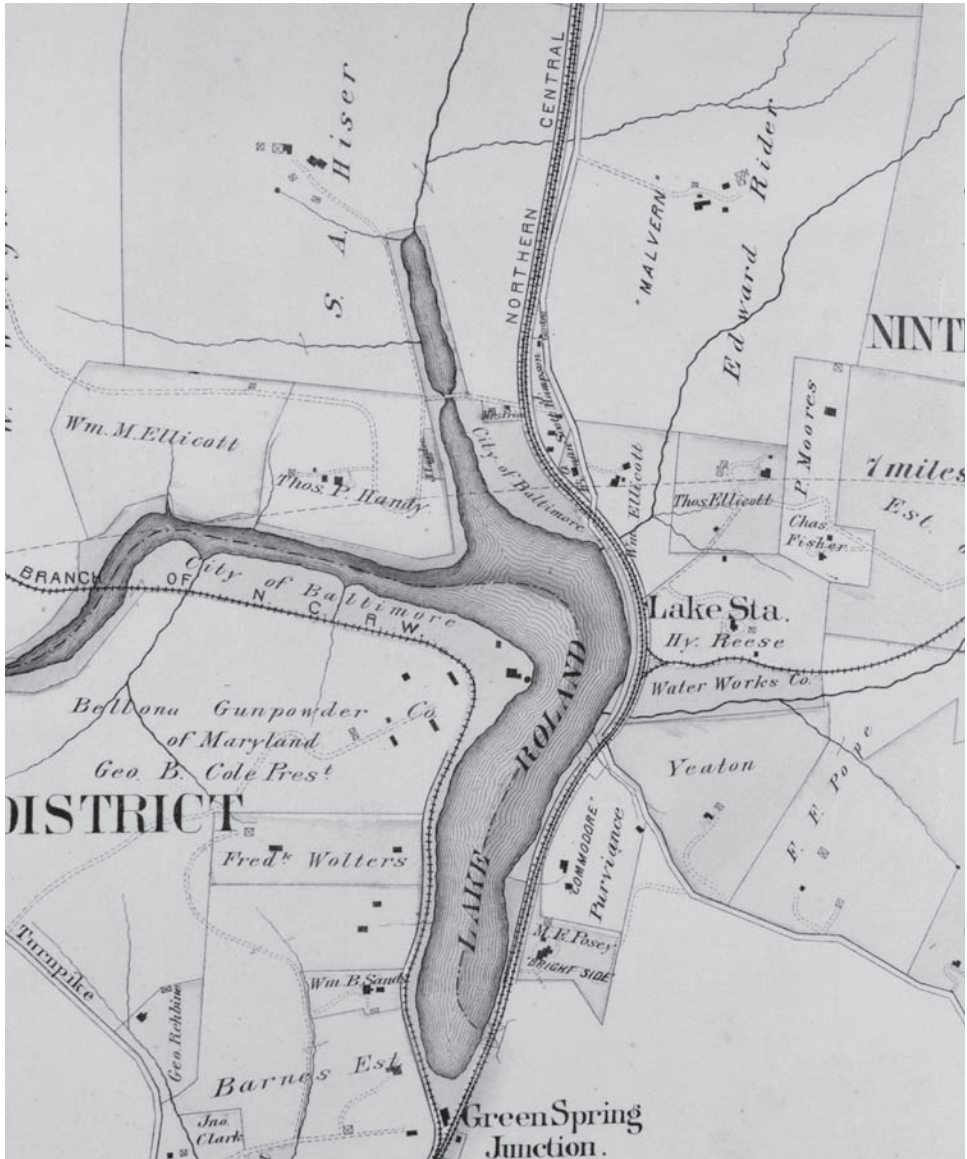 S. A. Hiser
NORTHERN CENTRAL
"MALVERN"
Edward Rider
NINT
Wm. M. Ellicott
Thos. P. Handy
City of Baltimore
Wm Ellicott
Thos. Ellicott
P. Moores
Chas. Fisher
7 miles
Est.
BRANCH OF N. C. R. W.
City of Baltimore
Lake Sta.
Hy. Reese
Water Works Co.
LAKE ROLAND
Bellona Gunpowder Co.
of Maryland
Geo. B. Cole Prest
DISTRICT
Yeaton
F. F. Pope
"COMMODORE"
Purviance
Fredk Wolters
M. E. Posey
"BRIGHT SIDE"
Turnpike
Wm. B. Sands
Geo. Rehbine
Barnes Est.
Jno. Clark
Green Spring
Junction.